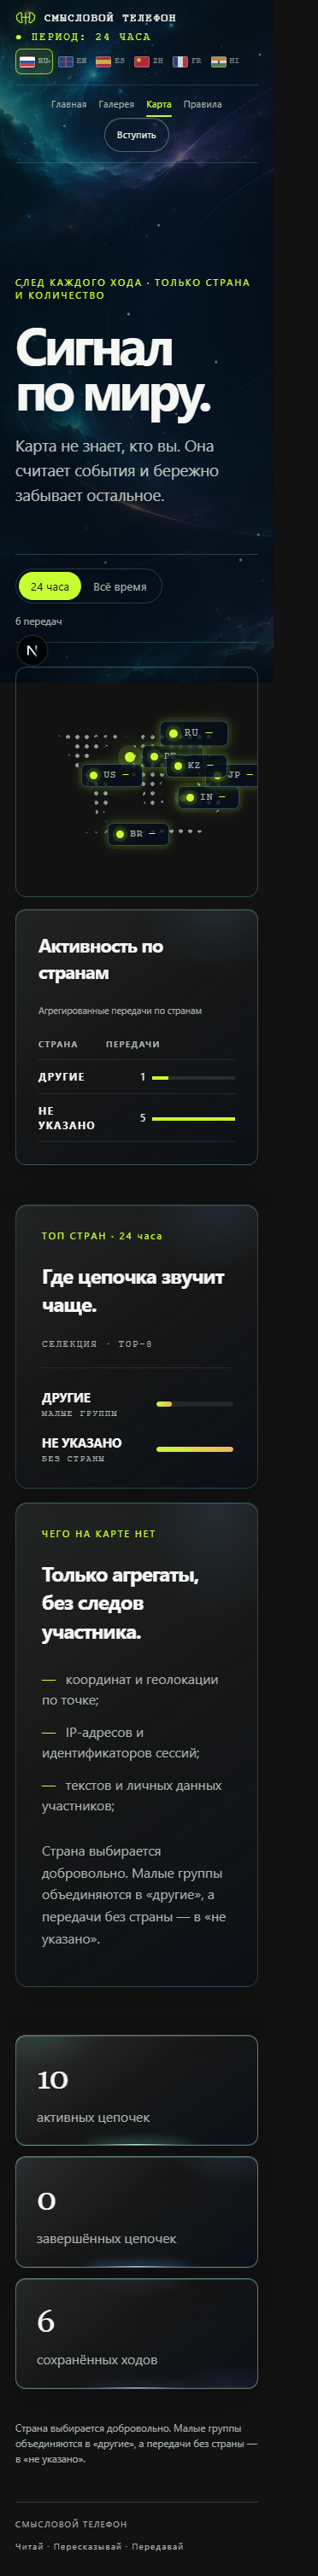 СМЫСЛОВОЙ ТЕЛЕФОН
ПЕРИОД: 24 ЧАСА
RU EN ES ZH FR HI
Главная Галерея Карта Правила
Вступить
СЛЕД КАЖДОГО ХОДА · ТОЛЬКО СТРАНА
И КОЛИЧЕСТВО
Сигнал
по миру.
Карта не знает, кто вы. Она
считает события и бережно
забывает остальное.
24 часа Всё время
6 передач
N
RU —
KZ —
US — JP —
IN —
BR —
Активность по
странам
Агрегированные передачи по странам
СТРАНА ПЕРЕДАЧИ
ДРУГИЕ 1
НЕ
УКАЗАНО 5
ТОП СТРАН · 24 часа
Где цепочка звучит
чаще.
СЕЛЕКЦИЯ · TOP-8
ДРУГИЕ
МАЛЫЕ ГРУППЫ
НЕ УКАЗАНО
БЕЗ СТРАНЫ
ЧЕГО НА КАРТЕ НЕТ
Только агрегаты,
без следов
участника.
— координат и геолокации
по точке;
— IP-адресов и
идентификаторов сессий;
— текстов и личных данных
участников;
Страна выбирается
добровольно. Малые группы
объединяются в «другие», а
передачи без страны — в «не
указано».
10
активных цепочек
0
завершённых цепочек
6
сохранённых ходов
Страна выбирается добровольно. Малые группы
объединяются в «другие», а передачи без страны —
в «не указано».
СМЫСЛОВОЙ ТЕЛЕФОН
Читай · Пересказывай · Передавай